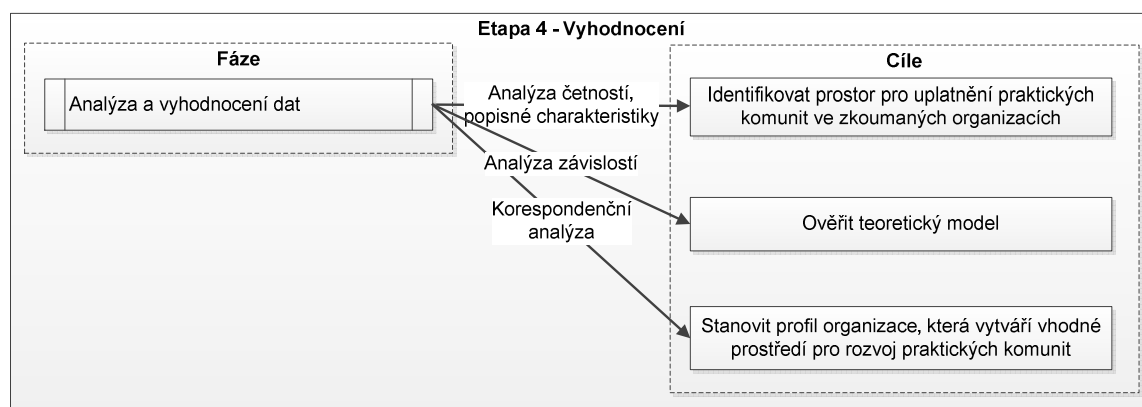 Etapa 4 - Vyhodnocení
Fáze
Analýza a vyhodnocení dat
Analýza četností,
popisné charakteristiky
Analýza závislostí
Korespondenční
analýza
Cíle
Identifikovat prostor pro uplatnění praktických
komunit ve zkoumaných organizacích
Ověřit teoretický model
Stanovit profil organizace, která vytváří vhodné
prostředí pro rozvoj praktických komunit